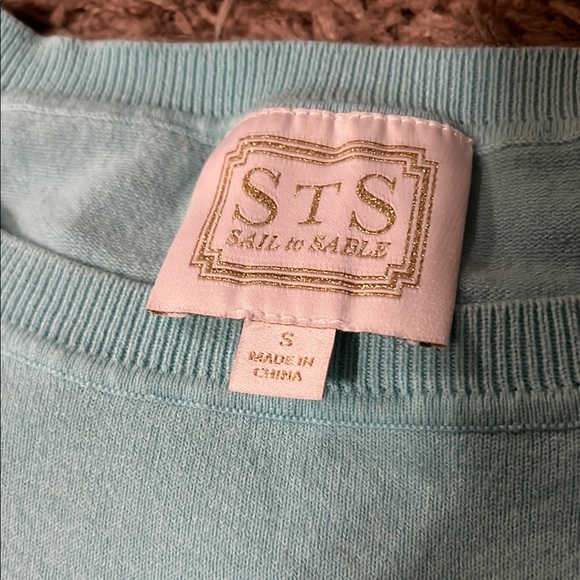 STS
SAIL to SABLE
S
MADE IN
CHINA